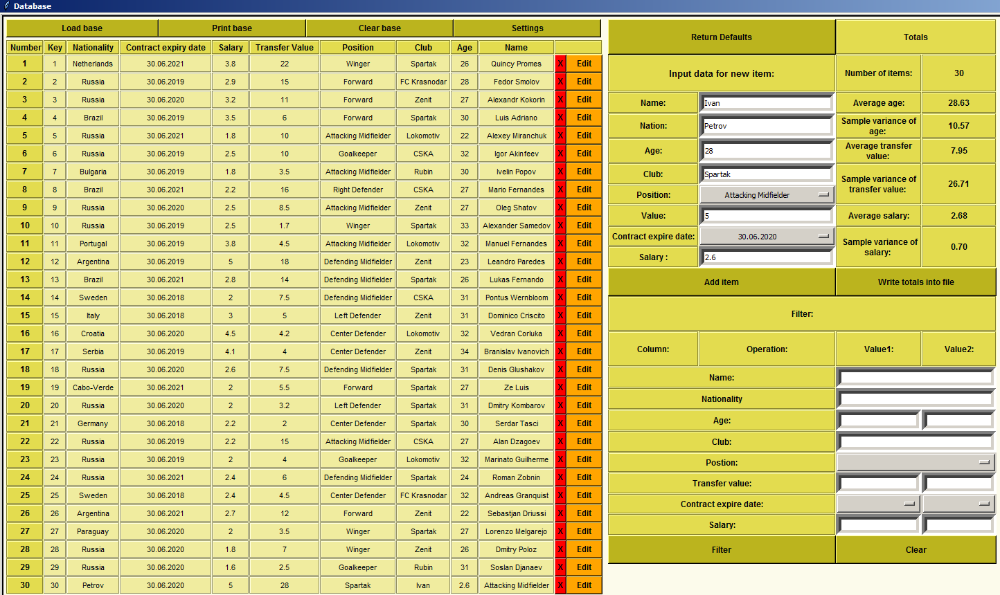 Database
Load base Print base Clear base Settings
Number Key Nationality Contract expiry date Salary Transfer Value Position Club Age Name
1 1 Netherlands 30.06.2021 3.8 22 Winger Spartak 26 Quincy Promes X Edit
2 2 Russia 30.06.2019 2.9 15 Forward FC Krasnodar 28 Fedor Smolov X Edit
3 3 Russia 30.06.2020 3.2 11 Forward Zenit 27 Alexandr Kokorin X Edit
4 4 Brazil 30.06.2021 3.5 6 Forward Spartak 30 Luis Adriano X Edit
5 5 Russia 30.06.2021 1.8 10 Attacking Midfielder Lokomotiv 22 Alexey Miranchuk X Edit
6 6 Russia 30.06.2019 2.5 10 Goalkeeper CSKA 32 Igor Akinfeev X Edit
7 7 Bulgaria 30.06.2019 1.8 3.5 Attacking Midfielder Rubin 30 Ivelin Popov X Edit
8 8 Brazil 30.06.2021 2.2 16 Right Defender CSKA 27 Mario Fernandes X Edit
9 9 Russia 30.06.2020 2.5 8.5 Attacking Midfielder Zenit 27 Oleg Shatov X Edit
10 10 Russia 30.06.2019 2.5 1.7 Winger Spartak 33 Alexander Samedov X Edit
11 11 Portugal 30.06.2019 3.8 4.5 Attacking Midfielder Lokomotiv 32 Manuel Fernandes X Edit
12 12 Argentina 30.06.2019 5 18 Defending Midfielder Zenit 23 Leandro Paredes X Edit
13 13 Brazil 30.06.2021 2.8 14 Defending Midfielder Spartak 26 Lukas Fernando X Edit
14 14 Sweden 30.06.2018 2 7.5 Defending Midfielder CSKA 31 Pontus Wernbloom X Edit
15 15 Italy 30.06.2018 3 5 Left Defender Zenit 31 Dominico Criscito X Edit
16 16 Croatia 30.06.2018 4.5 4.2 Center Defender Lokomotiv 32 Vedran Corluka X Edit
17 17 Serbia 30.06.2019 4.1 4 Center Defender Zenit 34 Branislav Ivanovich X Edit
18 18 Russia 30.06.2020 2.6 7.5 Defending Midfielder Spartak 31 Denis Glushakov X Edit
19 19 Cabo-Verde 30.06.2021 2 5.5 Forward Spartak 27 Ze Luis X Edit
20 20 Russia 30.06.2020 2 3.2 Left Defender Spartak 31 Dmitry Kombarov X Edit
21 21 Germany 30.06.2018 2.2 2 Center Defender Spartak 30 Serdar Tasci X Edit
22 22 Russia 30.06.2019 2.2 15 Attacking Midfielder CSKA 27 Alan Dzagoev X Edit
23 23 Russia 30.06.2019 2 4 Goalkeeper Lokomotiv 32 Marinato Guilherme X Edit
24 24 Russia 30.06.2021 2.4 6 Defending Midfielder Spartak 24 Roman Zobnin X Edit
25 25 Sweden 30.06.2018 2.4 4.5 Center Defender FC Krasnodar 32 Andreas Granquist X Edit
26 26 Argentina 30.06.2021 2.7 12 Forward Zenit 22 Sebastjan Driussi X Edit
27 27 Paraguay 30.06.2020 2 3.5 Winger Spartak 27 Lorenzo Melgarejo X Edit
28 28 Russia 30.06.2020 1.8 7 Winger Zenit 26 Dmitry Poloz X Edit
29 29 Russia 30.06.2020 1.6 2.5 Goalkeeper Rubin 31 Soslan Djanaev X Edit
30 30 Petrov 30.06.2020 5 28 Spartak Ivan 2.6 Attacking Midfielder X Edit
Return Defaults Totals
Input data for new item: Number of items: 30
Name: Ivan Average age: 28.63
Nation: Petrov Sample variance of
age: 10.57
Age: 28 Average transfer
value: 7.95
Club: Spartak Sample variance of
transfer value: 26.71
Position: Attacking Midfielder
Value: 5 Average salary: 2.68
Contract expire date: 30.06.2020 Sample variance of
salary: 0.70
Salary : 2.6
Add item Write totals into file
Filter:
Column: Operation: Value1: Value2:
Name:
Nationality
Age:
Club:
Postion:
Transfer value:
Contract expire date:
Salary:
Filter Clear